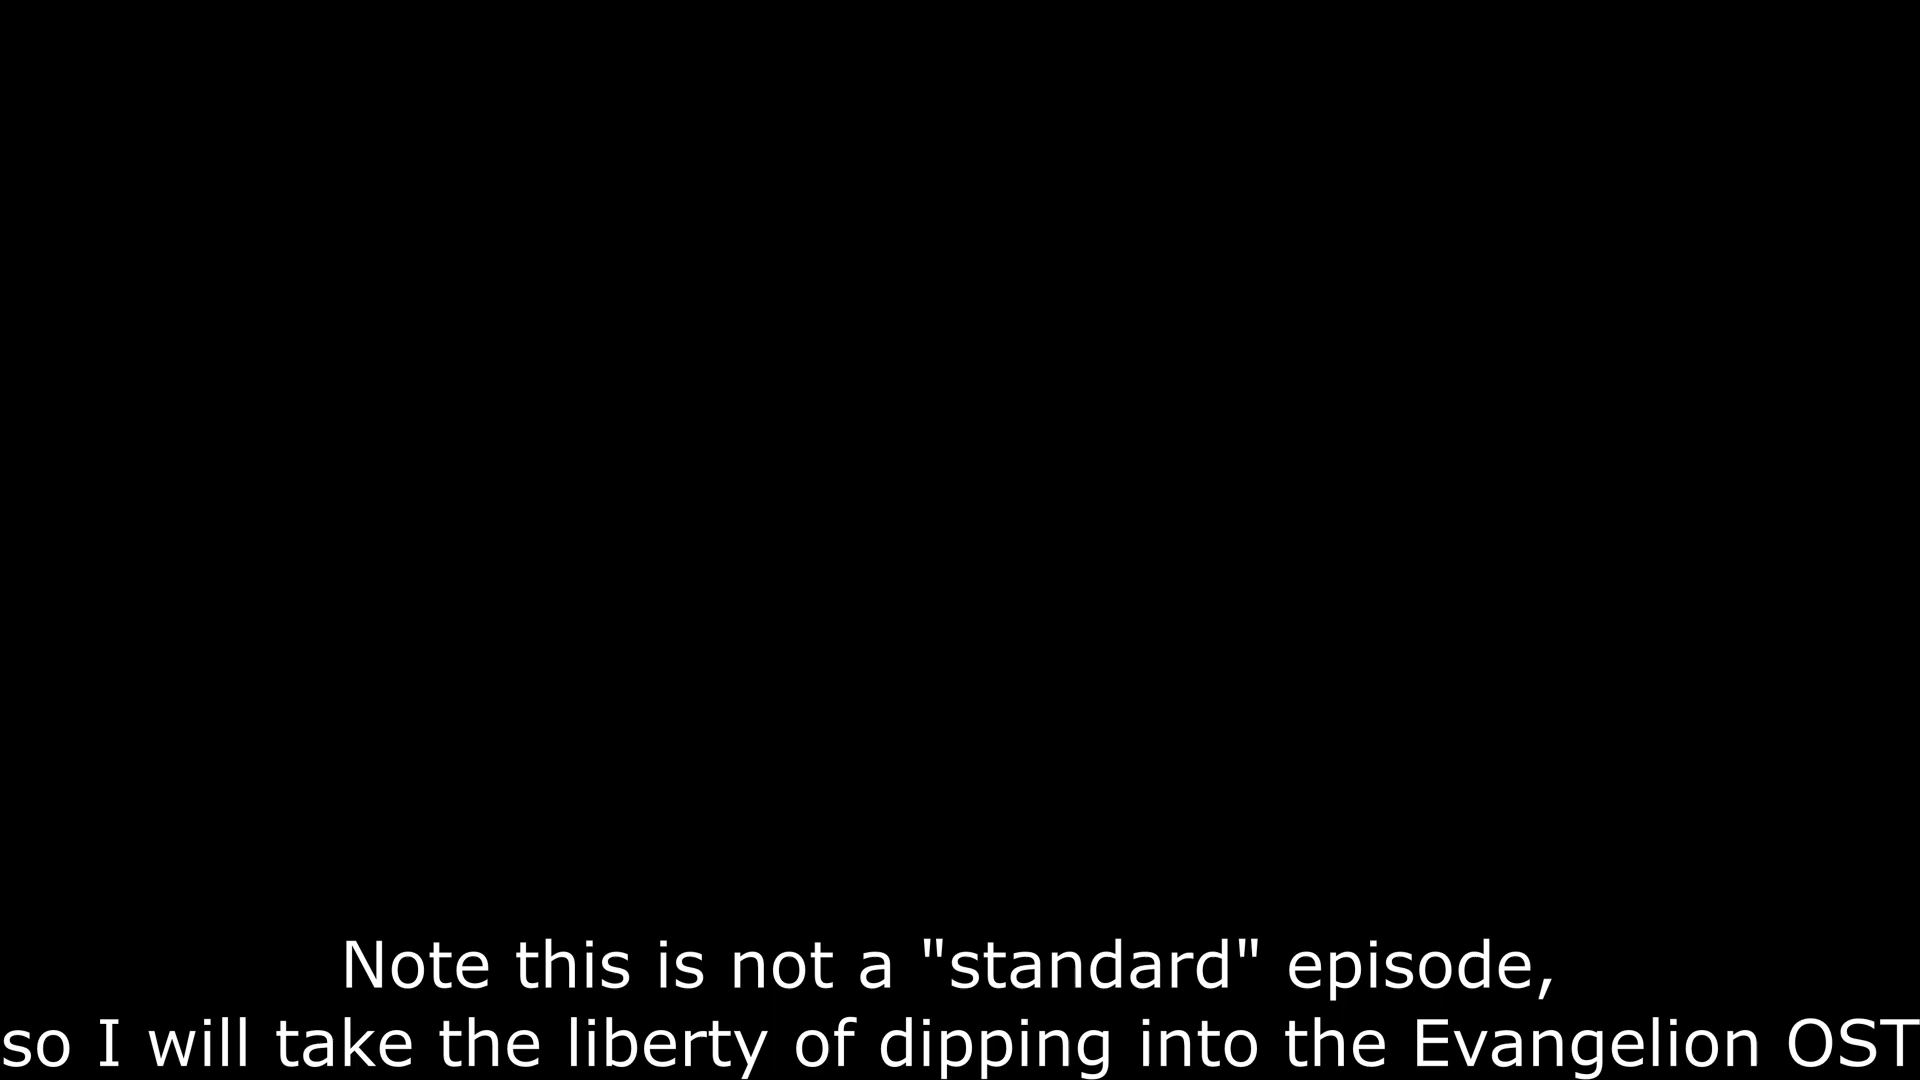 Note this is not a "standard" episode,
so I will take the liberty of dipping into the Evangelion OST